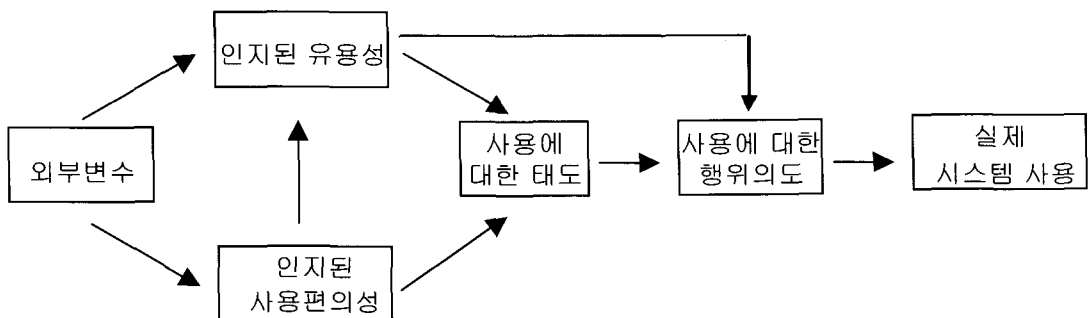 인지된 유용성
외부변수
사용에
대한 태도
사용에 대한
행위의도
실제
시스템 사용
인지된
사용편의성